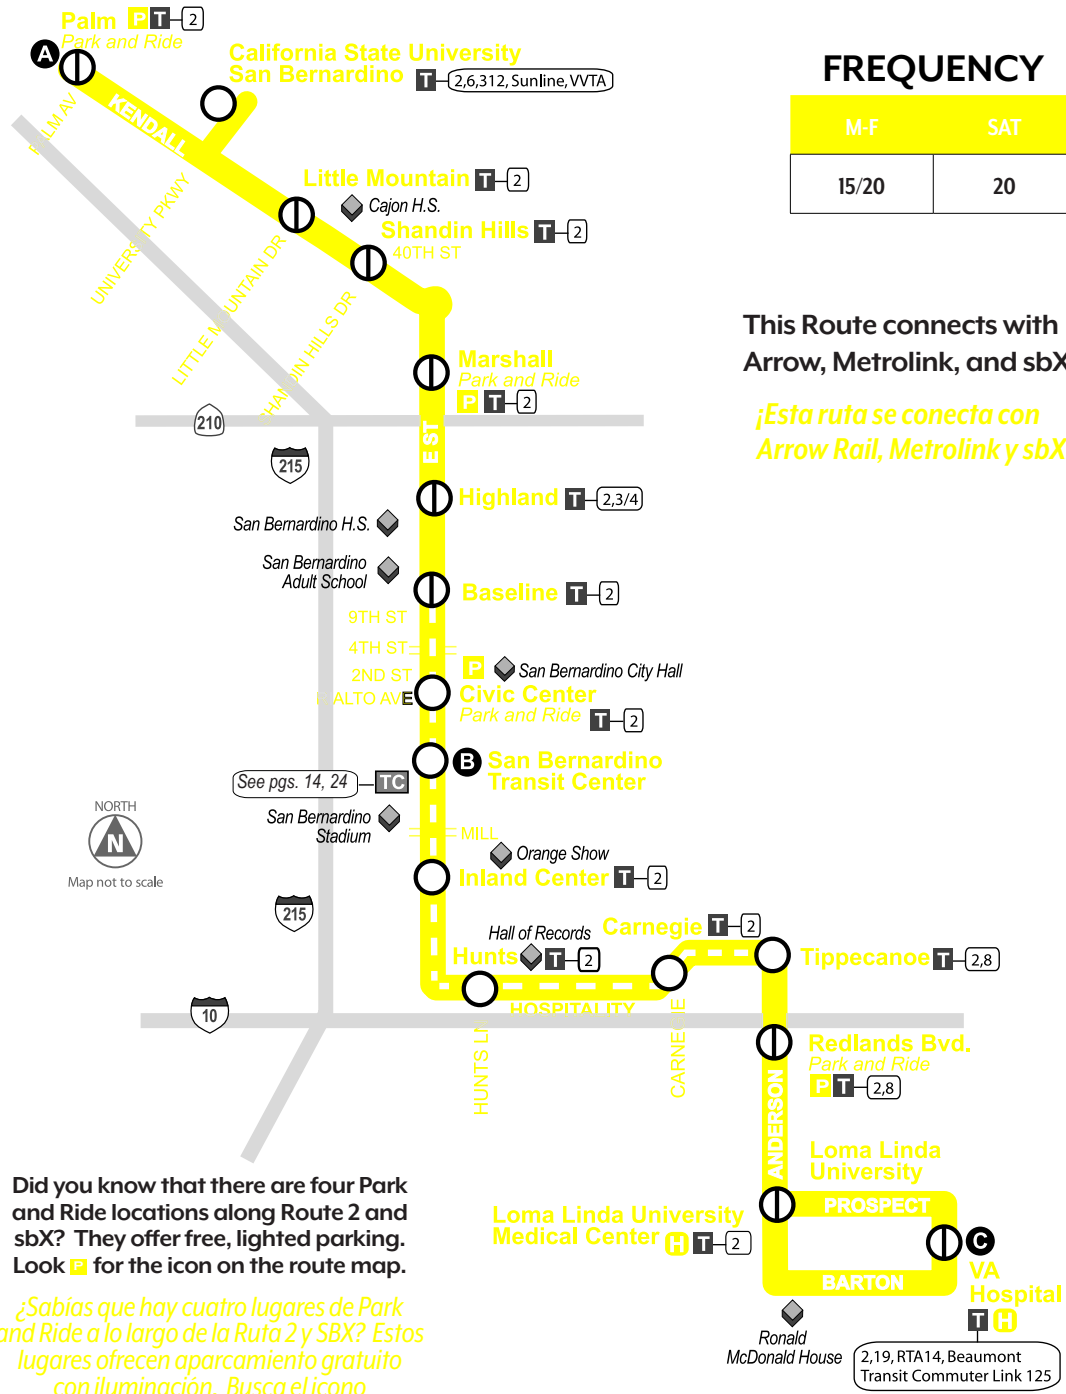 Palm P T 2
Park and Ride
A
California State University
San Bernardino T 2,6,312, Sunline, VVTA
FREQUENCY
M-F SAT
15/20 20
PALM AV
KENDALL
UNIVERSITY PKWY
Little Mountain T 2
Cajon H.S.
Shandin Hills T 2
40TH ST
LITTLE MOUNTAIN DR
SHANDIN HILLS DR
This Route connects with
Arrow, Metrolink, and sbX
¡Esta ruta se conecta con
Arrow Rail, Metrolink y sbX
Marshall
Park and Ride
P T 2
210
E ST
215
Highland T 2,3/4
San Bernardino H.S.
San Bernardino
Adult School
Baseline T 2
9TH ST
4TH ST
2ND ST
P San Bernardino City Hall
RIALTO AVE
Civic Center
Park and Ride T 2
B San Bernardino
Transit Center
See pgs. 14, 24 TC
San Bernardino
Stadium
MILL
NORTH
N
Map not to scale
Orange Show
Inland Center T 2
215
Hall of Records
Hunts T 2
Carnegie T 2
Tippecanoe T 2,8
HOSPITALITY
10
HUNTS LN
CARNEGIE
Redlands Bvd.
Park and Ride
P T 2,8
ANDERSON
Loma Linda
University
PROSPECT
Loma Linda University
Medical Center H T 2
C
VA
Hospital
T H
BARTON
Ronald
McDonald House
2,19, RTA14, Beaumont
Transit Commuter Link 125
Did you know that there are four Park
and Ride locations along Route 2 and
sbX? They offer free, lighted parking.
Look P for the icon on the route map.
¿Sabías que hay cuatro lugares de Park
and Ride a lo largo de la Ruta 2 y SBX? Estos
lugares ofrecen aparcamiento gratuito
con iluminación. Busca el icono